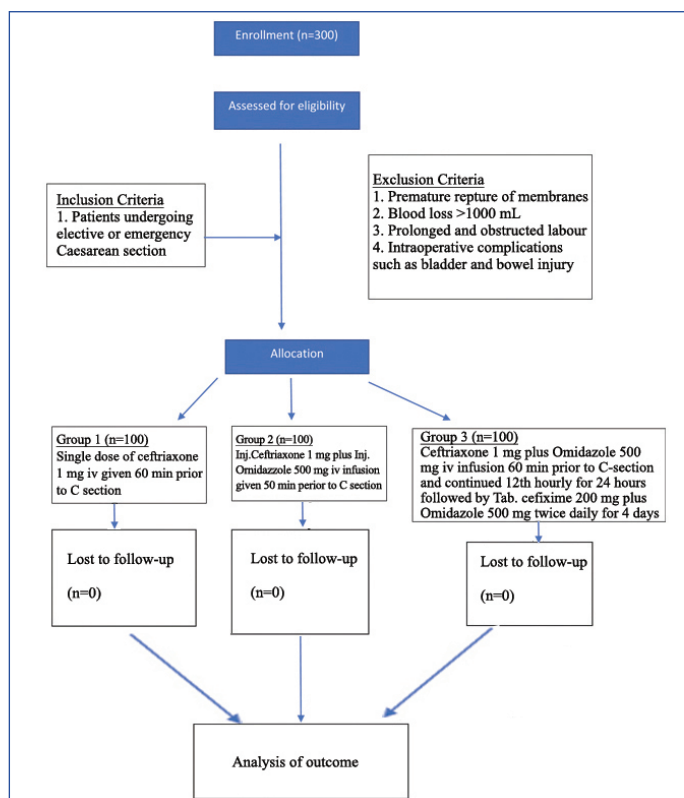 Enrollment (n=300)
Assessed for eligibility
Inclusion Criteria
1. Patients undergoing
elective or emergency
Caesarean section
Exclusion Criteria
1. Premature repture of membranes
2. Blood loss >1000 mL
3. Prolonged and obstructed labour
4. Intraoperative complications
such as bladder and bowel injury
Allocation
Group 1 (n=100)
Single dose of ceftriaxone
1 mg iv given 60 min prior
to C section
Group 2 (n=100)
Inj.Ceftriaxone 1 mg plus Inj.
Omidazzole 500 mg iv infusion
given 50 min perior to C section
Group 3 (n=100)
Ceftriaxone 1 mg plus Omidazole 500
mg iv infusion 60 min prior to C-section
and continued 12th hourly for 24 hours
followed by Tab. cefixime 200 mg plus
Omidazole 500 mg twice daily for 4 days
Lost to follow-up
(n=0)
Lost to follow-up
(n=0)
Lost to follow-up
(n=0)
Analysis of outcome